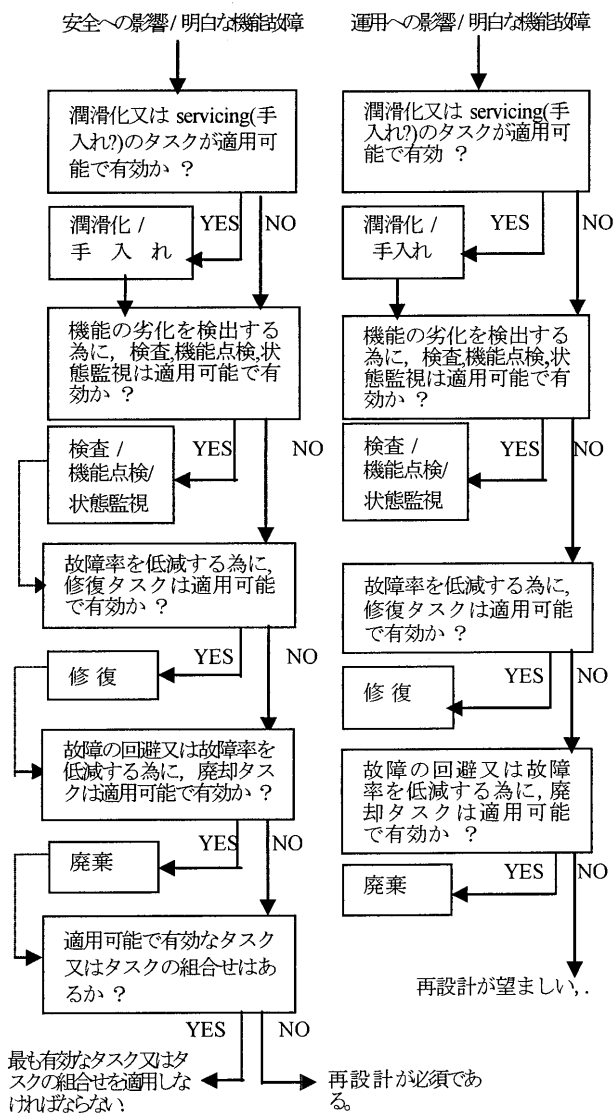 安全への影響/ 明白な機能故障
潤滑化又は servicing(手
入れ?)のタスクが適用可
能で有効か ?
YES
NO
潤滑化 /
手 入 れ
機能の劣化を検出する
為に, 検査,機能点検,状
態監視は適用可能で有
効か ?
YES
NO
検査 /
機能点検/
状態監視
故障率を低減する為に,
修復タスクは適用可能
で有効か ?
YES
NO
修 復
故障の回避又は故障率を
低減する為に, 廃却タス
クは適用可能で有効か ?
YES
NO
廃棄
適用可能で有効なタスク
又はタスクの組合せはあ
るか ?
YES
NO
最も有効なタスク又はタ
スクの組合せを適用しな
ければならない.
再設計が必須であ
る。
運用への影響/ 明白な機能故障
潤滑化又は servicing(手
入れ?)のタスクが適用可
能で有効 ?
YES
NO
潤滑化 /
手入れ
機能の劣化を検出する
為に, 検査,機能点検,状
態監視は適用可能で有
効か ?
YES
NO
検査 /
機能点検/
状態監視
故障率を低減する為に,
修復タスクは適用可能
で有効か ?
YES
NO
修 復
故障の回避又は故障
率を低減する為に, 廃
却タスクは適用可能
で有効か ?
YES
NO
廃棄
再設計が望ましい, .